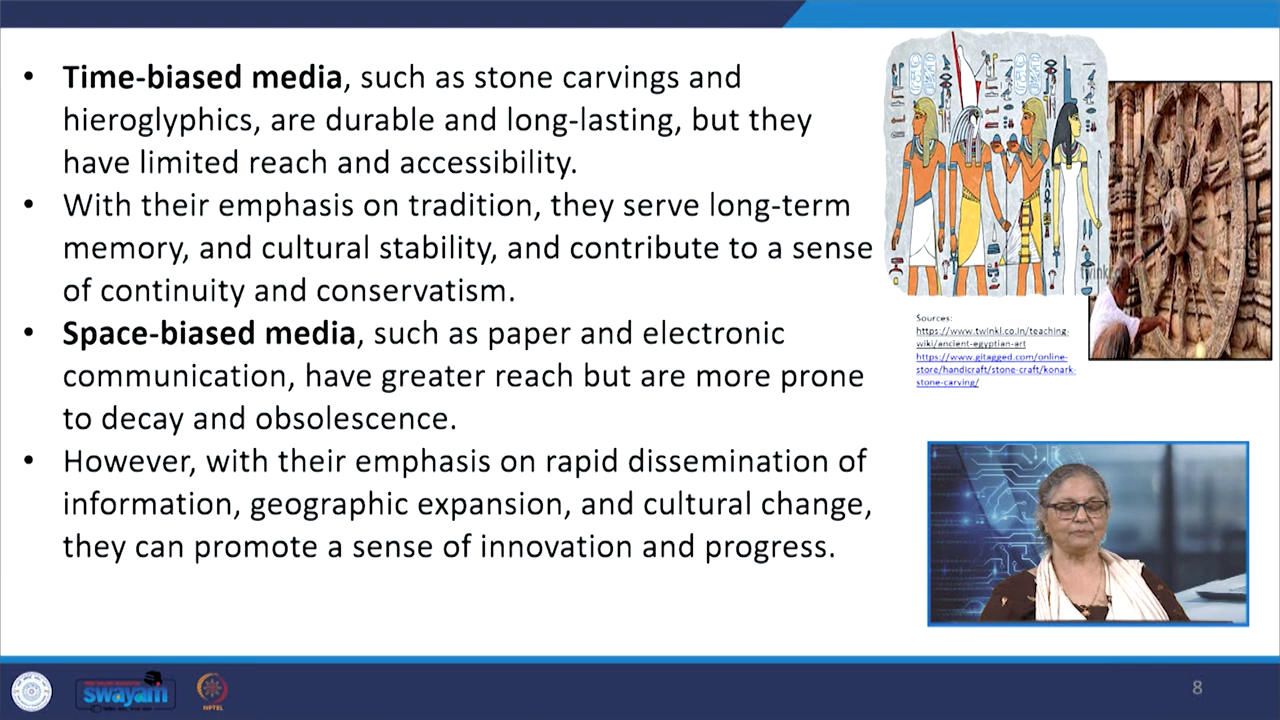 • Time-biased media, such as stone carvings and
hieroglyphics, are durable and long-lasting, but they
have limited reach and accessibility.
• With their emphasis on tradition, they serve long-term
memory, and cultural stability, and contribute to a sense
of continuity and conservatism.
• Space-biased media, such as paper and electronic
communication, have greater reach but are more prone
to decay and obsolescence.
• However, with their emphasis on rapid dissemination of
information, geographic expansion, and cultural change,
they can promote a sense of innovation and progress.
Sources:
https://www.twinkl.co.in/teaching-
wiki/ancient-egyptian-art
https://www.gitagged.com/online-
store/handicraft/stone-craft/konark-
stone-carving/
swayam
NPTEL
8